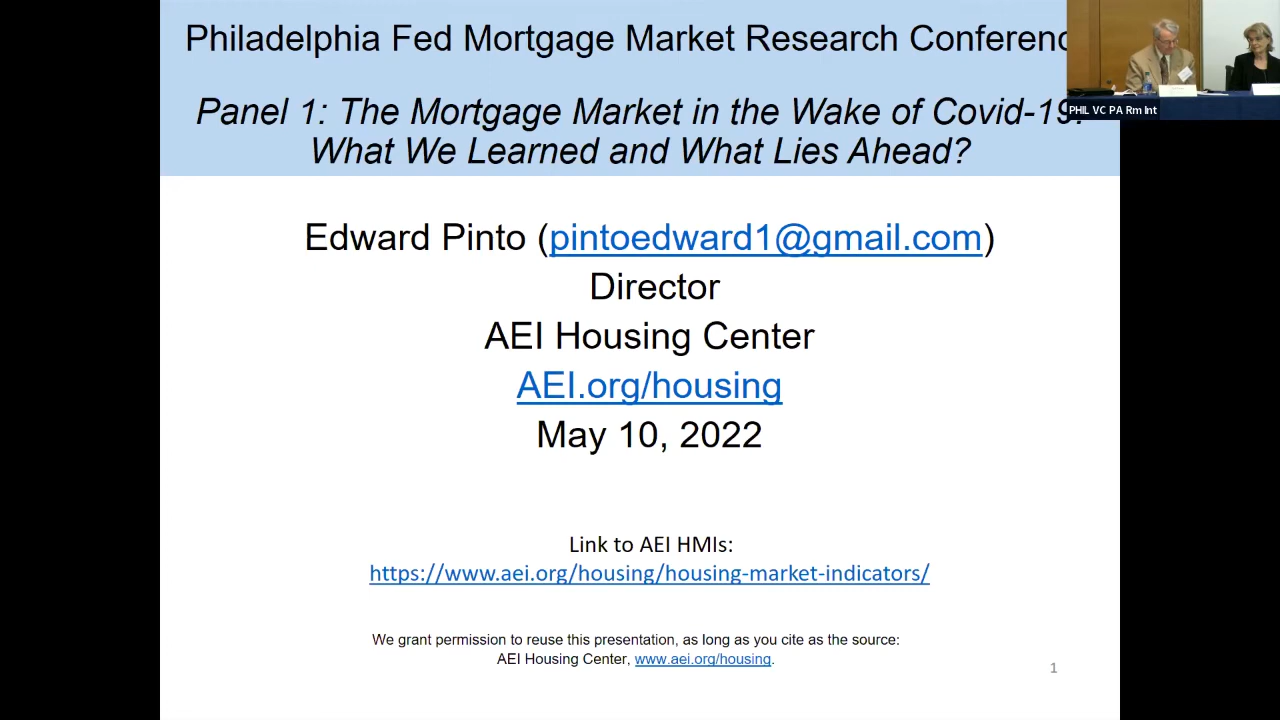 Philadelphia Fed Mortgage Market Research Conferenc
Panel 1: The Mortgage Market in the Wake of Covid-19:
What We Learned and What Lies Ahead?
PHIL VC PA Rm Int
Edward Pinto (pintoedward1@gmail.com)
Director
AEI Housing Center
AEI.org/housing
May 10, 2022
Link to AEI HMIs:
https://www.aei.org/housing/housing-market-indicators/
We grant permission to reuse this presentation, as long as you cite as the source:
AEI Housing Center, www.aei.org/housing.
1